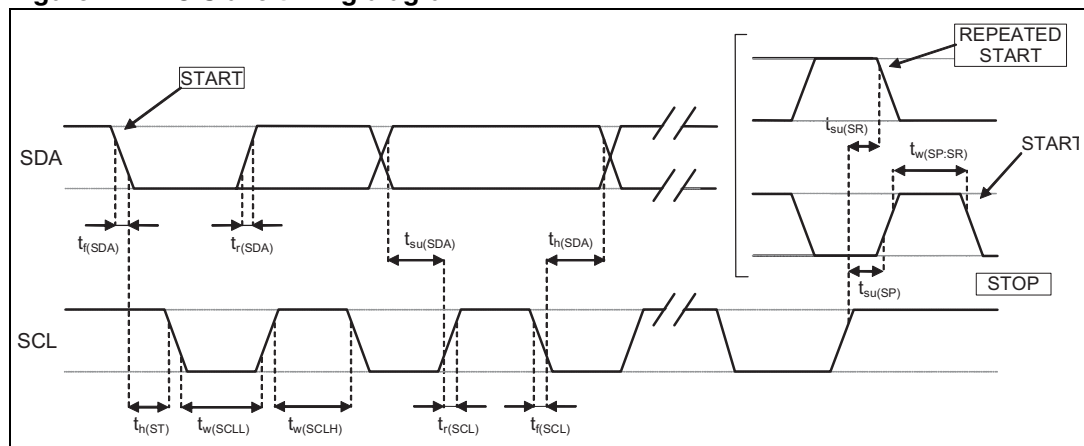 REPEATED
START
START
t_su(SR)
t_w(SP:SR)
START
SDA
t_f(SDA)
t_r(SDA)
t_su(SDA)
t_h(SDA)
t_su(SP)
STOP
SCL
t_h(ST)
t_w(SCLL)
t_w(SCLH)
t_r(SCL)
t_f(SCL)